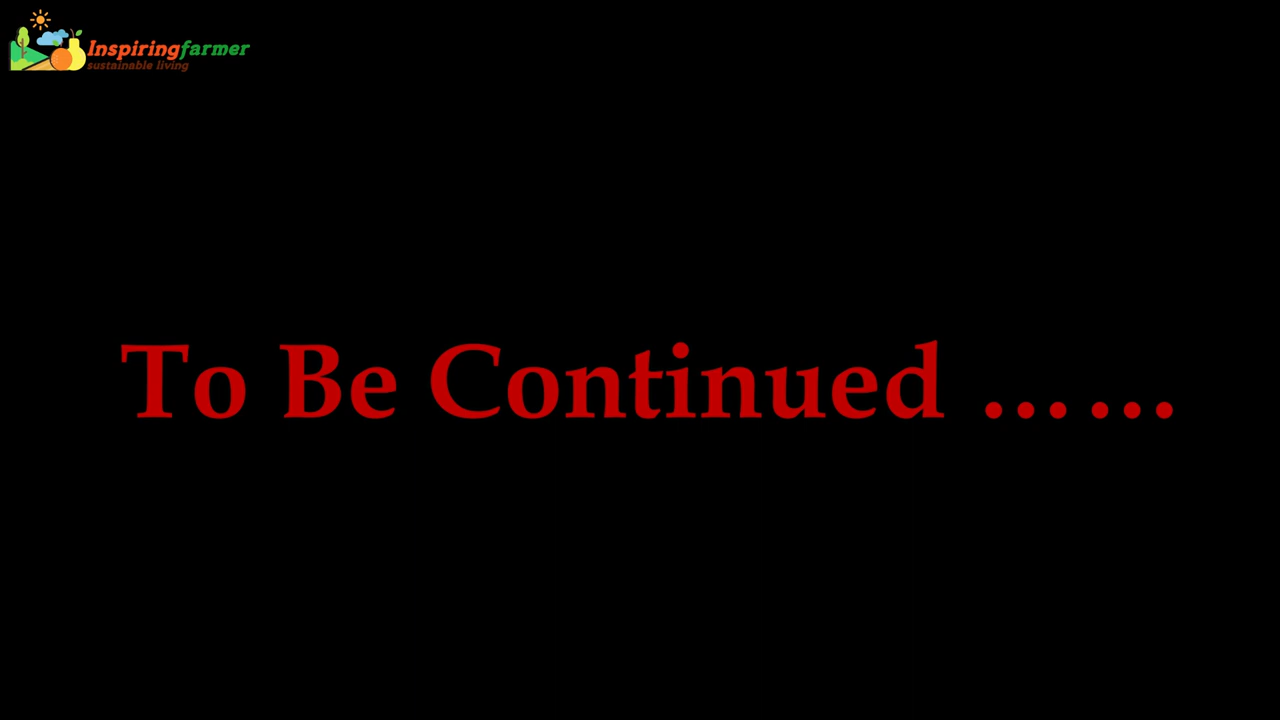 Inspiringfarmer
sustainable living
To Be Continued ……